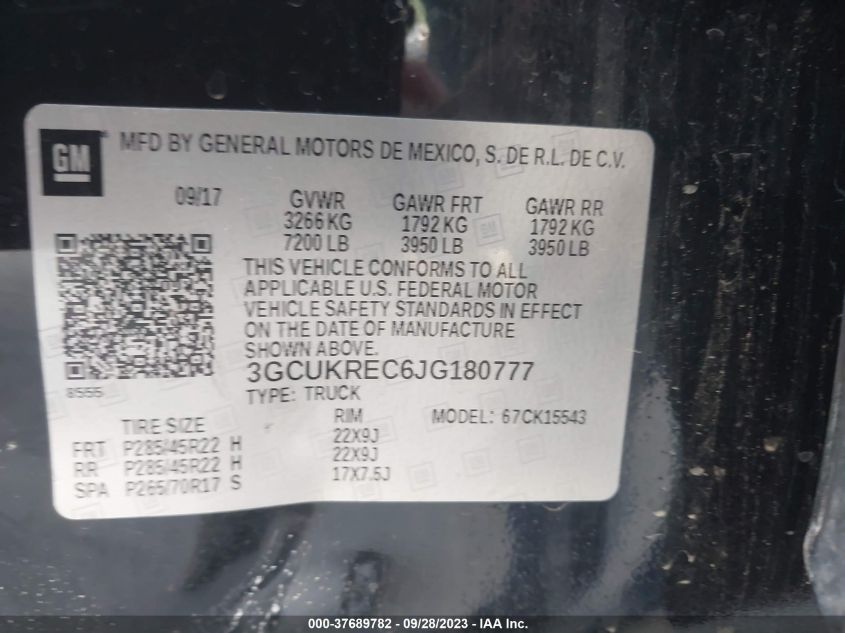 GM
MFD BY GENERAL MOTORS DE MEXICO, S. DE R.L. DE C.V.
09/17 GVWR GAWR FRT GAWR RR
3266 KG 1792 KG 1792 KG
7200 LB 3950 LB 3950 LB
THIS VEHICLE CONFORMS TO ALL
APPLICABLE U.S. FEDERAL MOTOR
VEHICLE SAFETY STANDARDS IN EFFECT
ON THE DATE OF MANUFACTURE
SHOWN ABOVE.
3GCUKREC6JG180777
8555 TYPE: TRUCK
TIRE SIZE RIM MODEL: 67CK15543
FRT P285/45R22 H 22X9J
RR P285/45R22 H 22X9J
SPA P265/70R17 S 17X7.5J
000-37689782 - 09/28/2023 - IAA Inc.